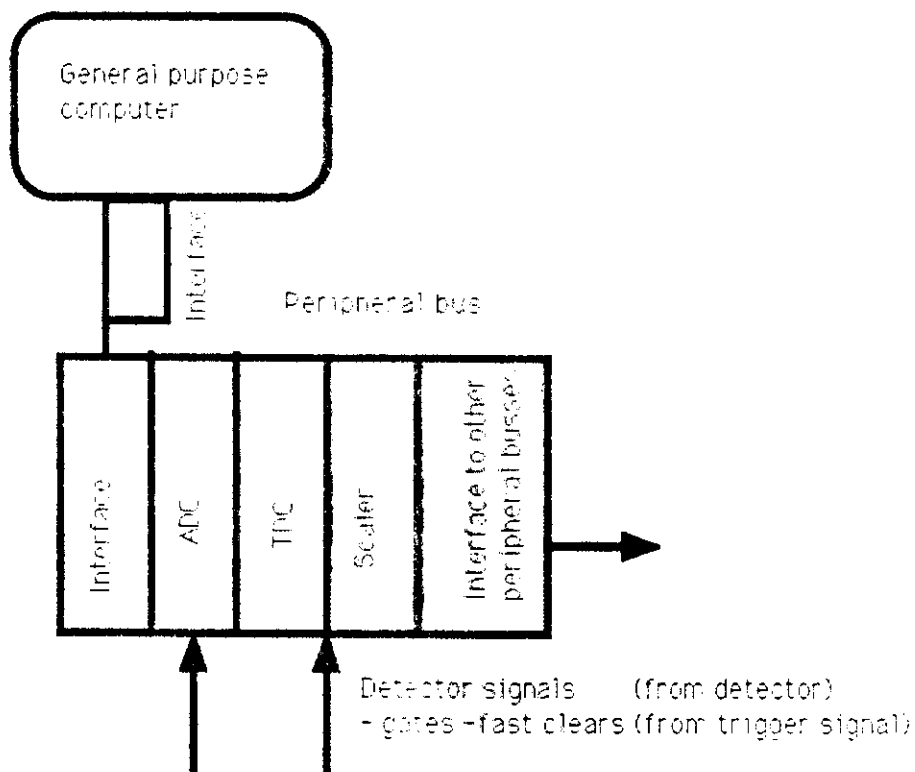 General purpose
computer
Interface
Peripheral bus
Interface
ADC
TDC
Scaler
Interface to other
peripheral busses
Detector signals (from detector)
- gates -fast clears (from trigger signal)